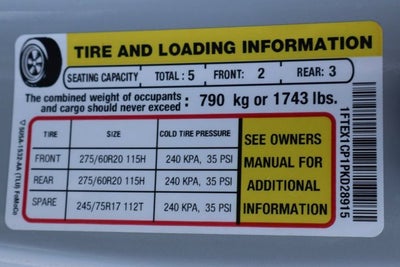 TIRE AND LOADING INFORMATION
SEATING CAPACITY TOTAL : 5 FRONT: 2 REAR: 3
The combined weight of occupants
and cargo should never exceed : 790 kg or 1743 lbs.
TIRE SIZE COLD TIRE PRESSURE
FRONT 275/60R20 115H 240 KPA, 35 PSI
REAR 275/60R20 115H 240 KPA, 35 PSI
SPARE 245/75R17 112T 240 KPA, 35 PSI
SEE OWNERS
MANUAL FOR
ADDITIONAL
INFORMATION
1FTEX1CP1PKD28915